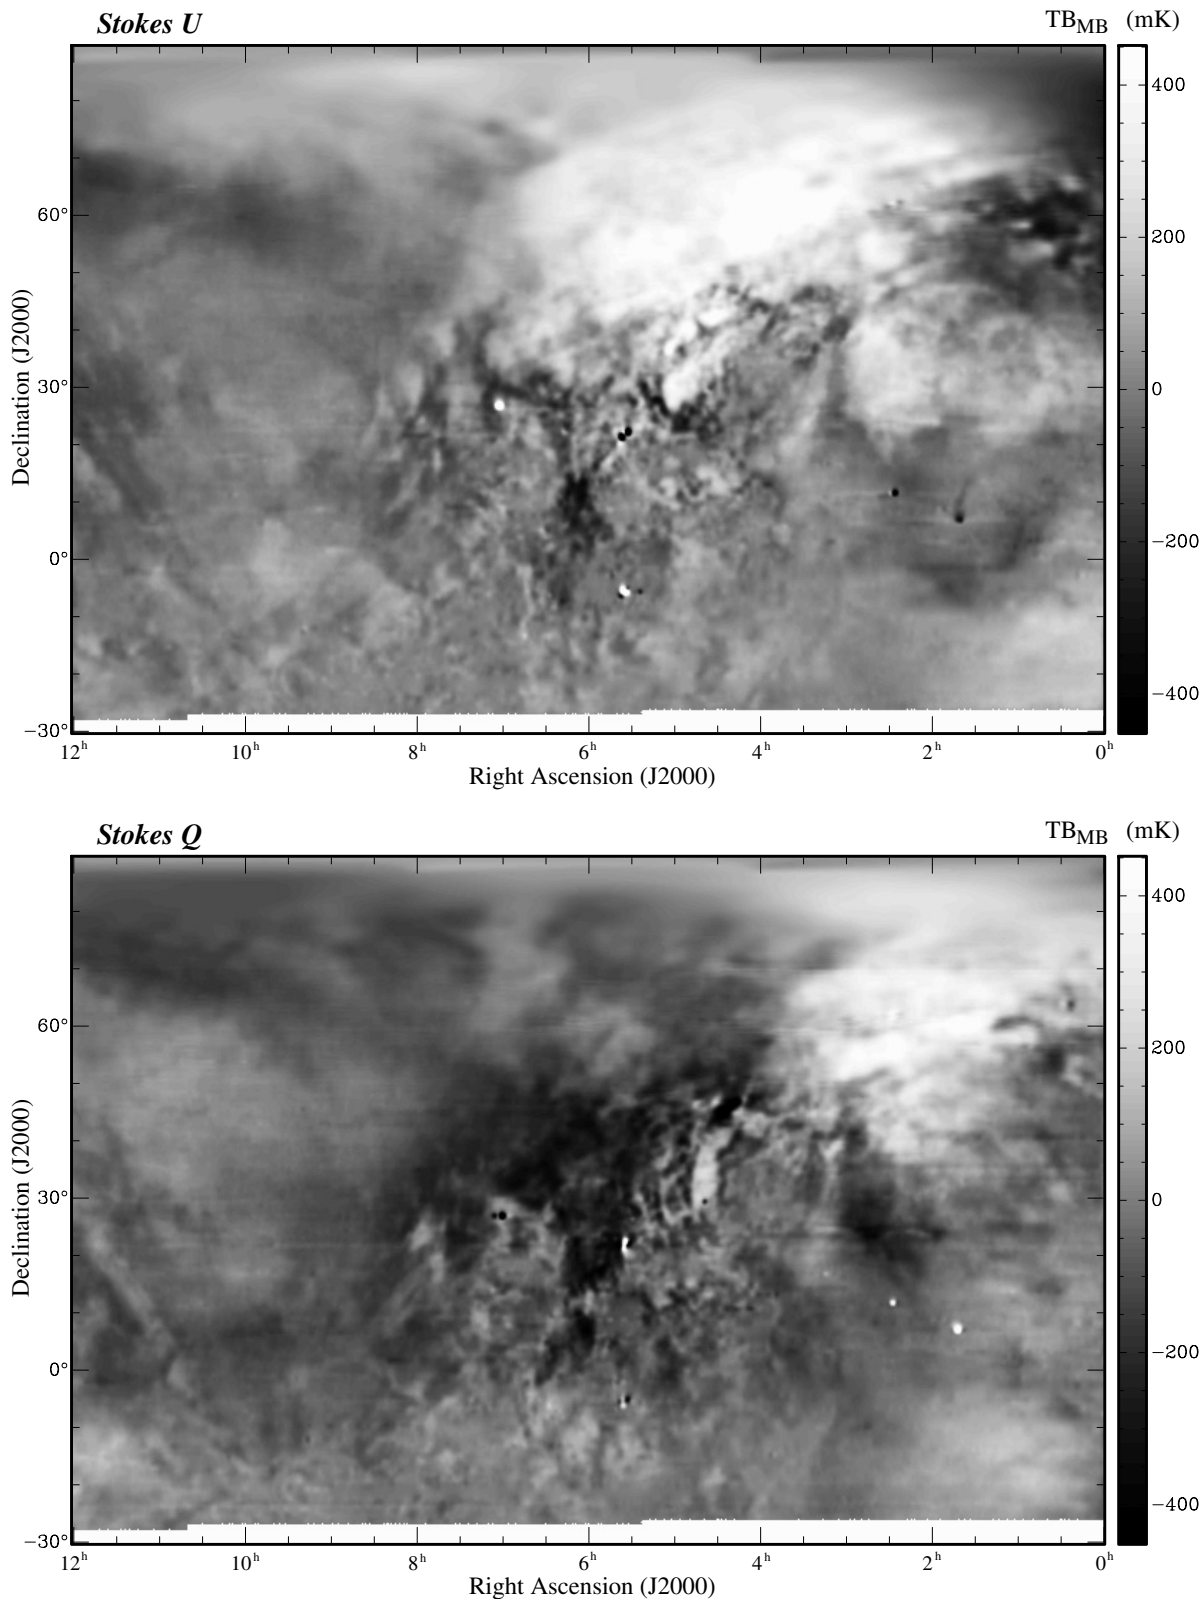 Stokes U TB_MB (mK)
400
60°
200
30°
0
Declination (J2000)
−200
0°
−400
−30°
12ʰ 10ʰ 8ʰ 6ʰ 4ʰ 2ʰ 0ʰ
Right Ascension (J2000)
Stokes Q TB_MB (mK)
400
60°
200
30°
0
Declination (J2000)
−200
0°
−400
−30°
12ʰ 10ʰ 8ʰ 6ʰ 4ʰ 2ʰ 0ʰ
Right Ascension (J2000)